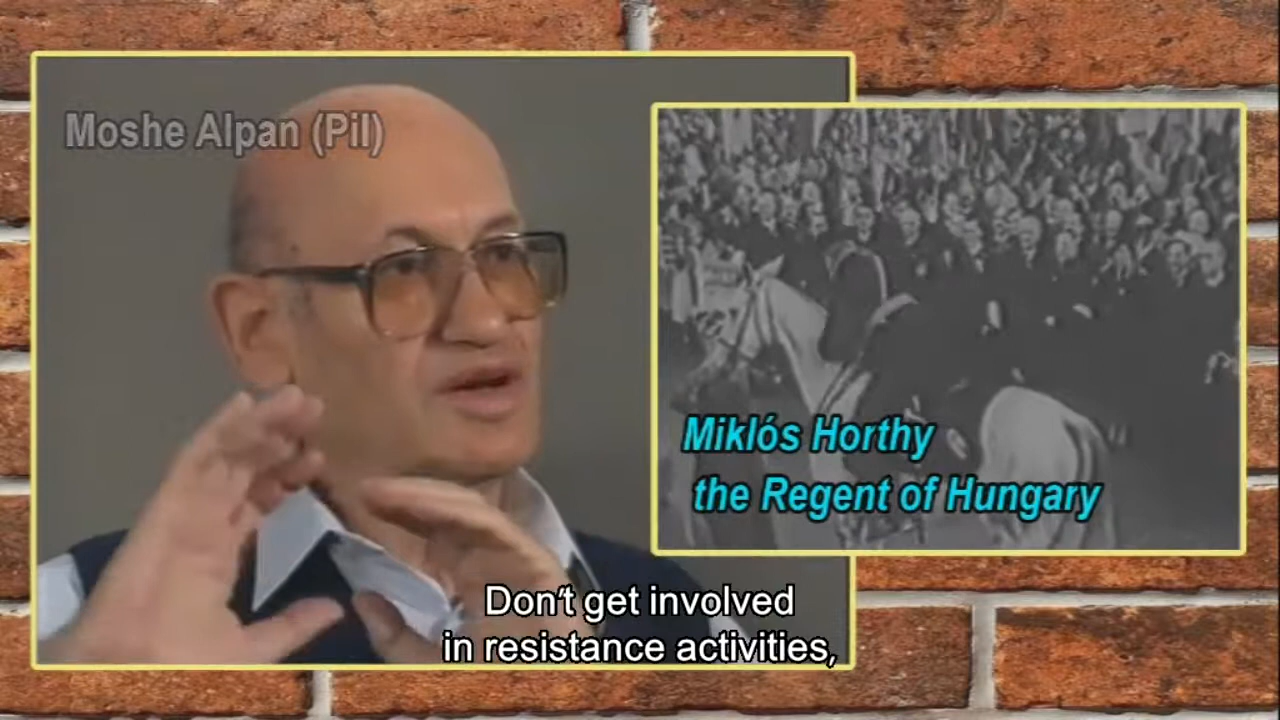 Moshe Alpan (Pil)
Miklós Horthy
the Regent of Hungary
Don't get involved
in resistance activities,